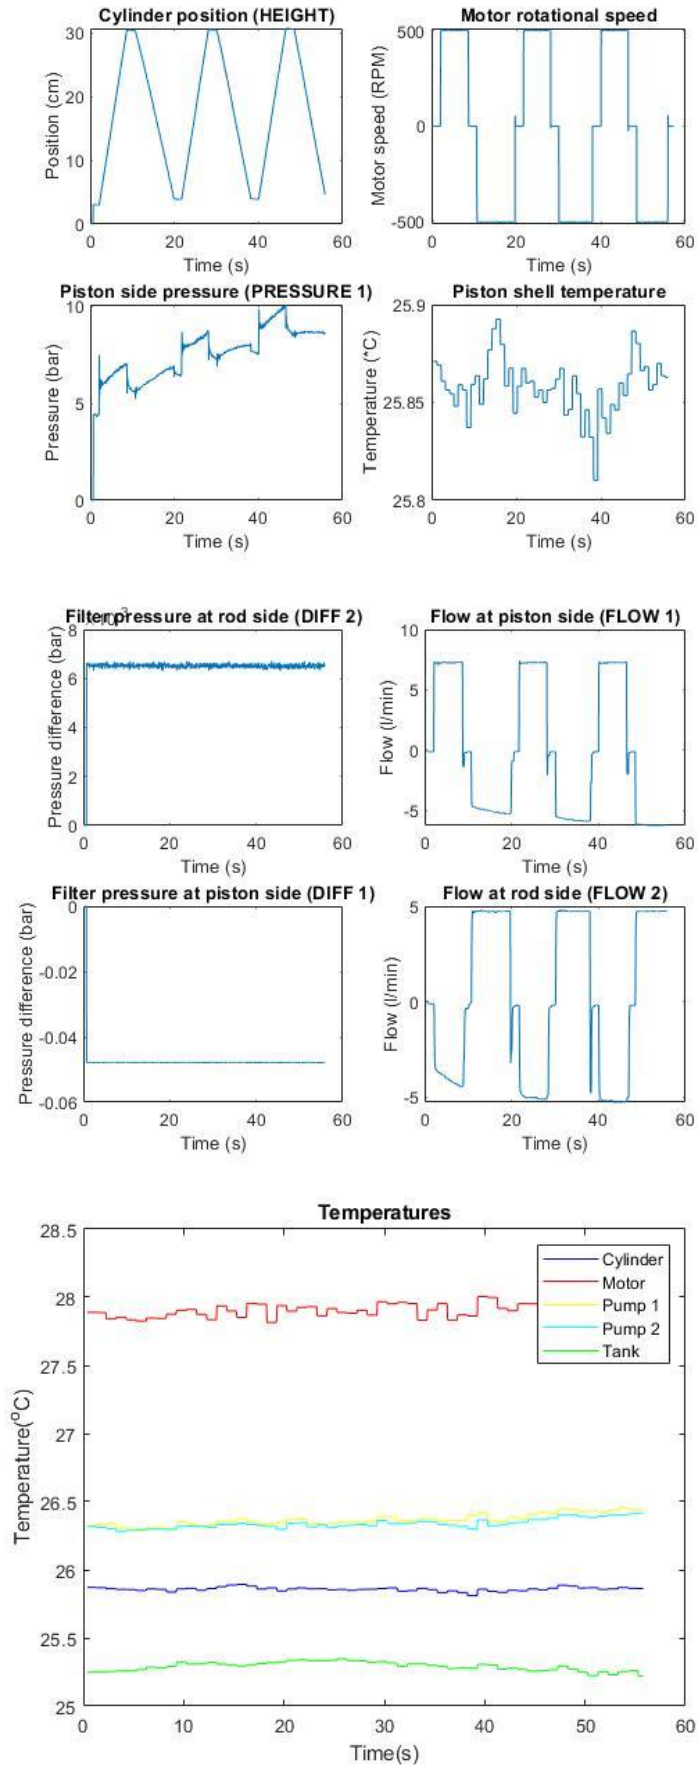 Cylinder position (HEIGHT)
30
20
10
0
Position (cm)
0 20 40 60
Time (s)
Motor rotational speed
500
0
-500
Motor speed (RPM)
0 20 40 60
Time (s)
Piston side pressure (PRESSURE 1)
10
5
0
Pressure (bar)
0 20 40 60
Time (s)
Piston shell temperature
25.9
25.85
25.8
Temperature (*C)
0 20 40 60
Time (s)
Filter pressure at rod side (DIFF 2)
8
6
4
2
0
Pressure difference (bar)
0 20 40 60
Time (s)
Flow at piston side (FLOW 1)
10
5
0
-5
Flow (l/min)
0 20 40 60
Time (s)
Filter pressure at piston side (DIFF 1)
0
-0.02
-0.04
-0.06
Pressure difference (bar)
0 20 40 60
Time (s)
Flow at rod side (FLOW 2)
5
0
-5
Flow (l/min)
0 20 40 60
Time (s)
Temperatures
28.5
28
27.5
27
26.5
26
25.5
25
Temperature(°C)
Cylinder
Motor
Pump 1
Pump 2
Tank
0 10 20 30 40 50 60
Time(s)